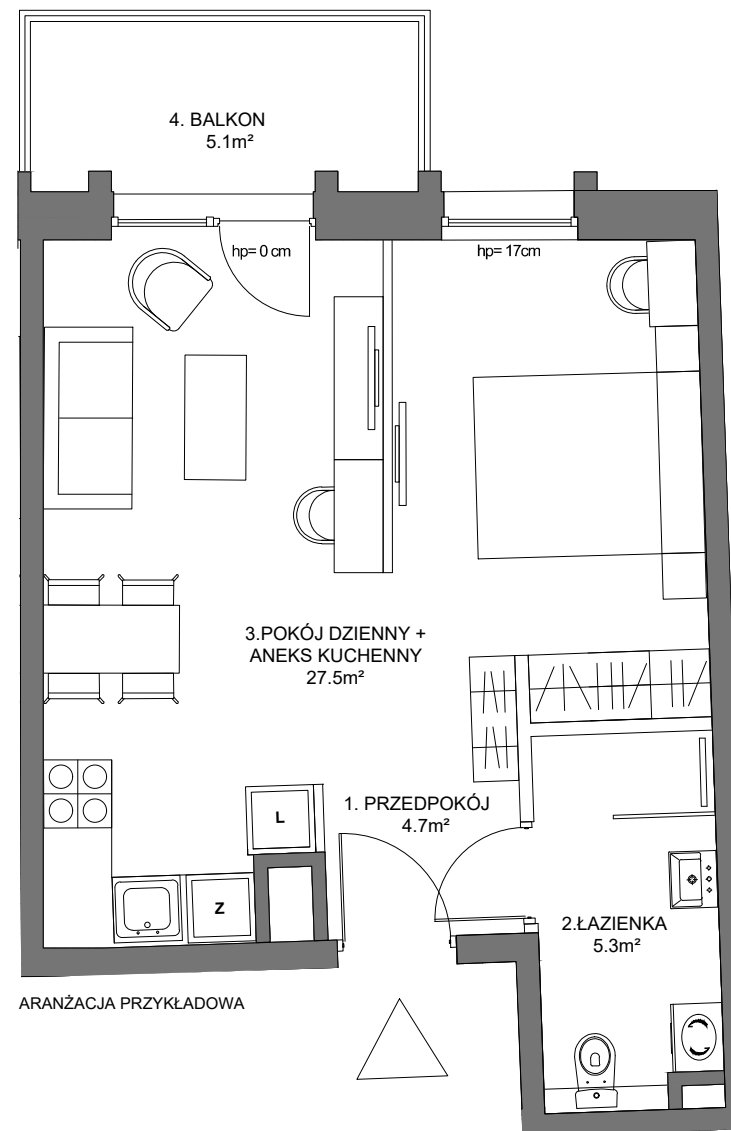 4. BALKON
5.1m²
hp= 0 cm
hp= 17cm
3.POKÓJ DZIENNY +
ANEKS KUCHENNY
27.5m²
1. PRZEDPOKÓJ
4.7m²
L
Z
2.ŁAZIENKA
5.3m²
ARANŻACJA PRZYKŁADOWA